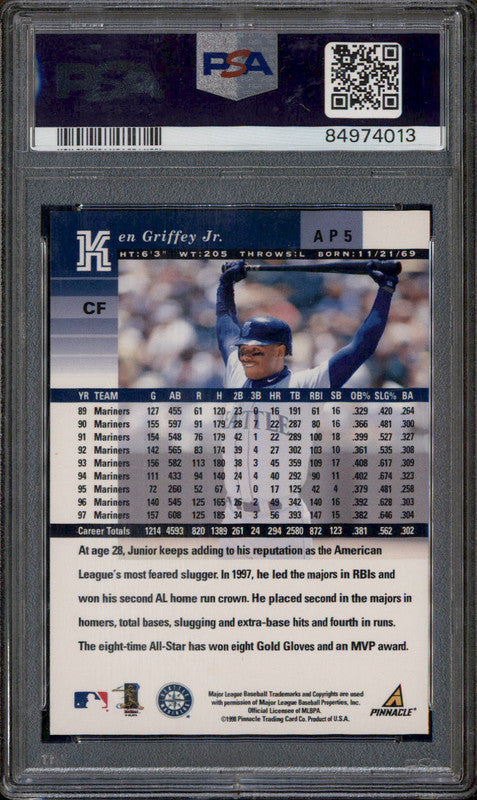 PSA
84974013
Ken Griffey Jr.
AP5
HT:6'3" WT:205 THROWS:L BORN:11/21/69
CF
YR TEAM G AB R H 2B 3B HR TB RBI SB OB% SLG% BA
89 Mariners 127 455 61 120 23 0 16 191 61 16 .329 .420 .264
90 Mariners 155 597 91 179 28 7 22 287 80 16 .366 .481 .300
91 Mariners 154 548 76 179 42 1 22 289 100 18 .399 .527 .327
92 Mariners 142 565 83 174 39 4 27 302 103 10 .361 .535 .308
93 Mariners 156 582 113 180 38 3 45 359 109 17 .408 .617 .309
94 Mariners 111 433 94 140 24 4 40 292 90 11 .402 .674 .323
95 Mariners 72 260 52 67 7 0 17 125 42 4 .379 .481 .258
96 Mariners 140 545 125 165 26 2 49 342 140 16 .392 .628 .303
97 Mariners 157 608 125 185 34 3 56 393 147 15 .382 .646 .304
Career Totals 1214 4593 820 1389 261 24 294 2580 872 123 .381 .562 .302
At age 28, Junior keeps adding to his reputation as the American
League's most feared slugger. In 1997, he led the majors in RBIs and
won his second AL home run crown. He placed second in the majors in
homers, total bases, slugging and extra-base hits and fourth in runs.
The eight-time All-Star has won eight Gold Gloves and an MVP award.
Major League Baseball Trademarks and Copyrights are used
with permission of Major League Baseball Properties, Inc.
Official Licensee of MLBPA.
©1998 Pinnacle Trading Card Co. Product of U.S.A.
PINNACLE